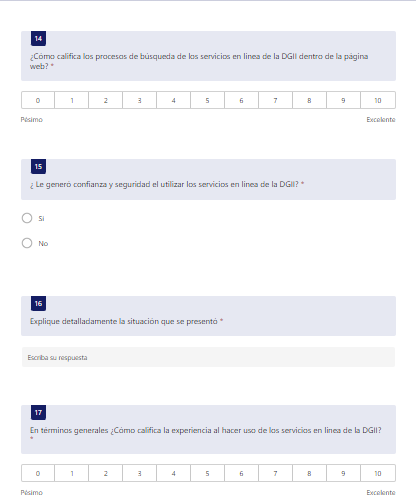 14
¿Cómo califica los procesos de búsqueda de los servicios en línea de la DGII dentro de la página
web? *
0 1 2 3 4 5 6 7 8 9 10
Pésimo Excelente
15
¿ Le generó confianza y seguridad el utilizar los servicios en línea de la DGII? *
Si
No
16
Explique detalladamente la situación que se presentó *
Escriba su respuesta
17
En términos generales ¿Cómo califica la experiencia al hacer uso de los servicios en línea de la DGII?
*
0 1 2 3 4 5 6 7 8 9 10
Pésimo Excelente